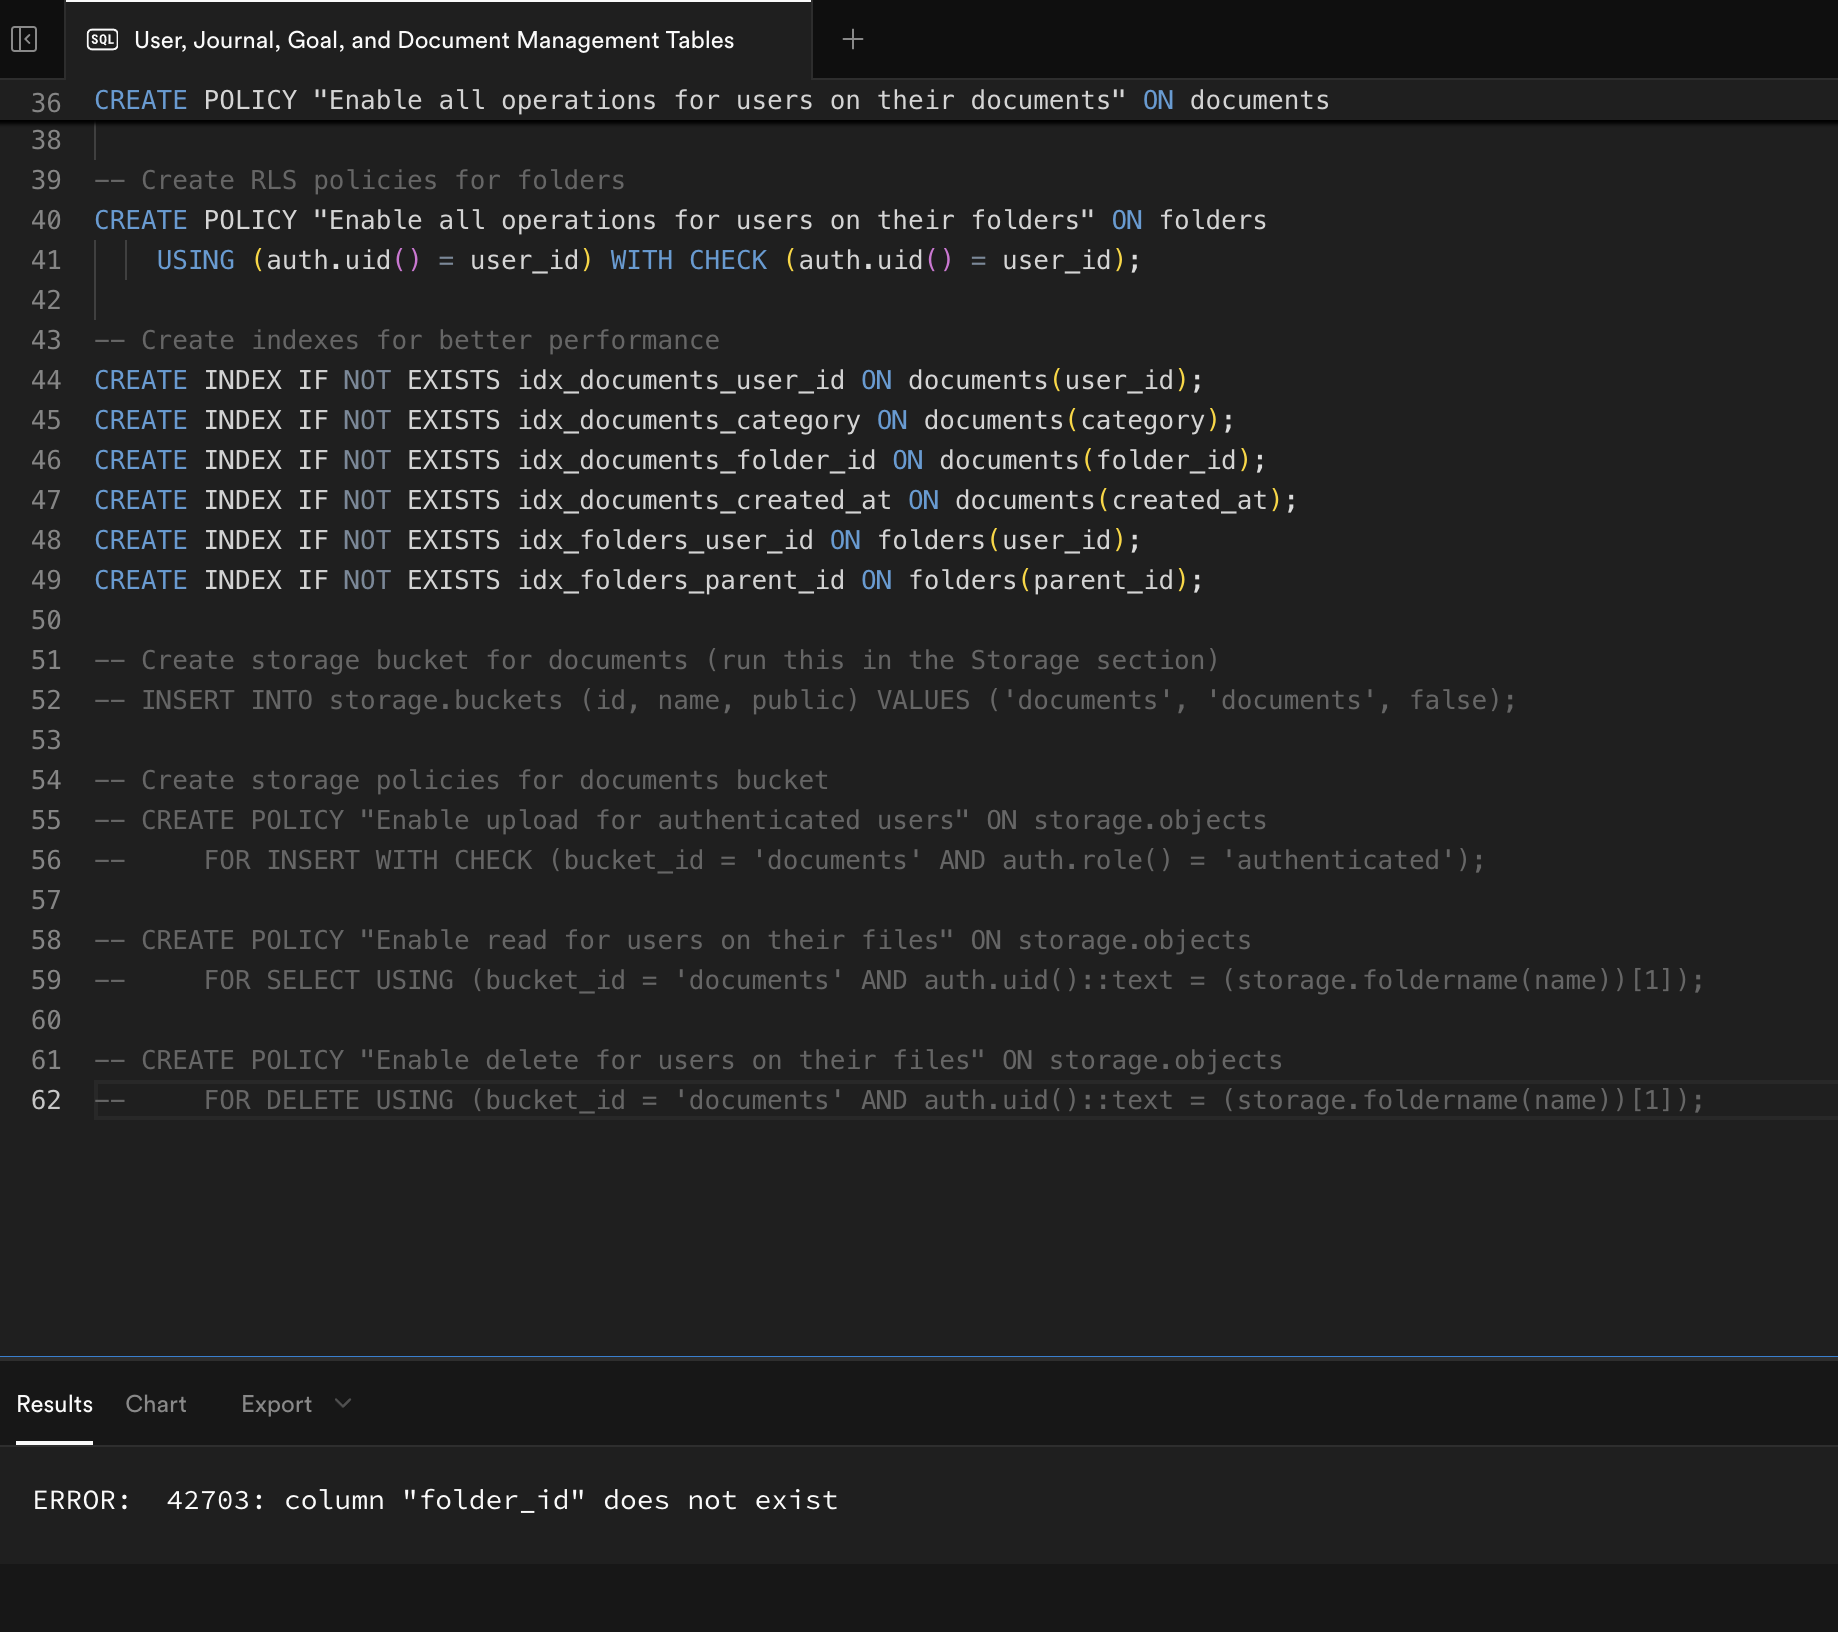 SQL User, Journal, Goal, and Document Management Tables
36 CREATE POLICY "Enable all operations for users on their documents" ON documents
38
39 -- Create RLS policies for folders
40 CREATE POLICY "Enable all operations for users on their folders" ON folders
41     USING (auth.uid() = user_id) WITH CHECK (auth.uid() = user_id);
42
43 -- Create indexes for better performance
44 CREATE INDEX IF NOT EXISTS idx_documents_user_id ON documents(user_id);
45 CREATE INDEX IF NOT EXISTS idx_documents_category ON documents(category);
46 CREATE INDEX IF NOT EXISTS idx_documents_folder_id ON documents(folder_id);
47 CREATE INDEX IF NOT EXISTS idx_documents_created_at ON documents(created_at);
48 CREATE INDEX IF NOT EXISTS idx_folders_user_id ON folders(user_id);
49 CREATE INDEX IF NOT EXISTS idx_folders_parent_id ON folders(parent_id);
50
51 -- Create storage bucket for documents (run this in the Storage section)
52 -- INSERT INTO storage.buckets (id, name, public) VALUES ('documents', 'documents', false);
53
54 -- Create storage policies for documents bucket
55 -- CREATE POLICY "Enable upload for authenticated users" ON storage.objects
56 --     FOR INSERT WITH CHECK (bucket_id = 'documents' AND auth.role() = 'authenticated');
57
58 -- CREATE POLICY "Enable read for users on their files" ON storage.objects
59 --     FOR SELECT USING (bucket_id = 'documents' AND auth.uid()::text = (storage.foldername(name))[1]);
60
61 -- CREATE POLICY "Enable delete for users on their files" ON storage.objects
62 --     FOR DELETE USING (bucket_id = 'documents' AND auth.uid()::text = (storage.foldername(name))[1]);
Results Chart Export
ERROR:  42703: column "folder_id" does not exist